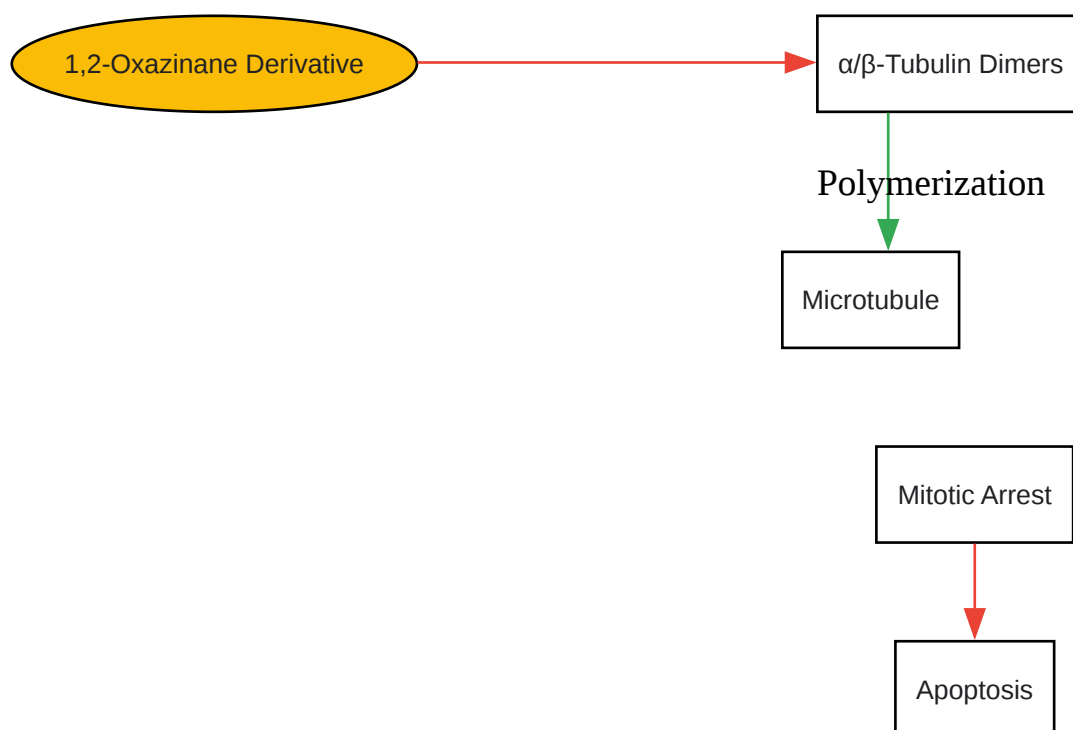 1,2-Oxazinane Derivative
α/β-Tubulin Dimers
Polymerization
Microtubule
Mitotic Arrest
Apoptosis